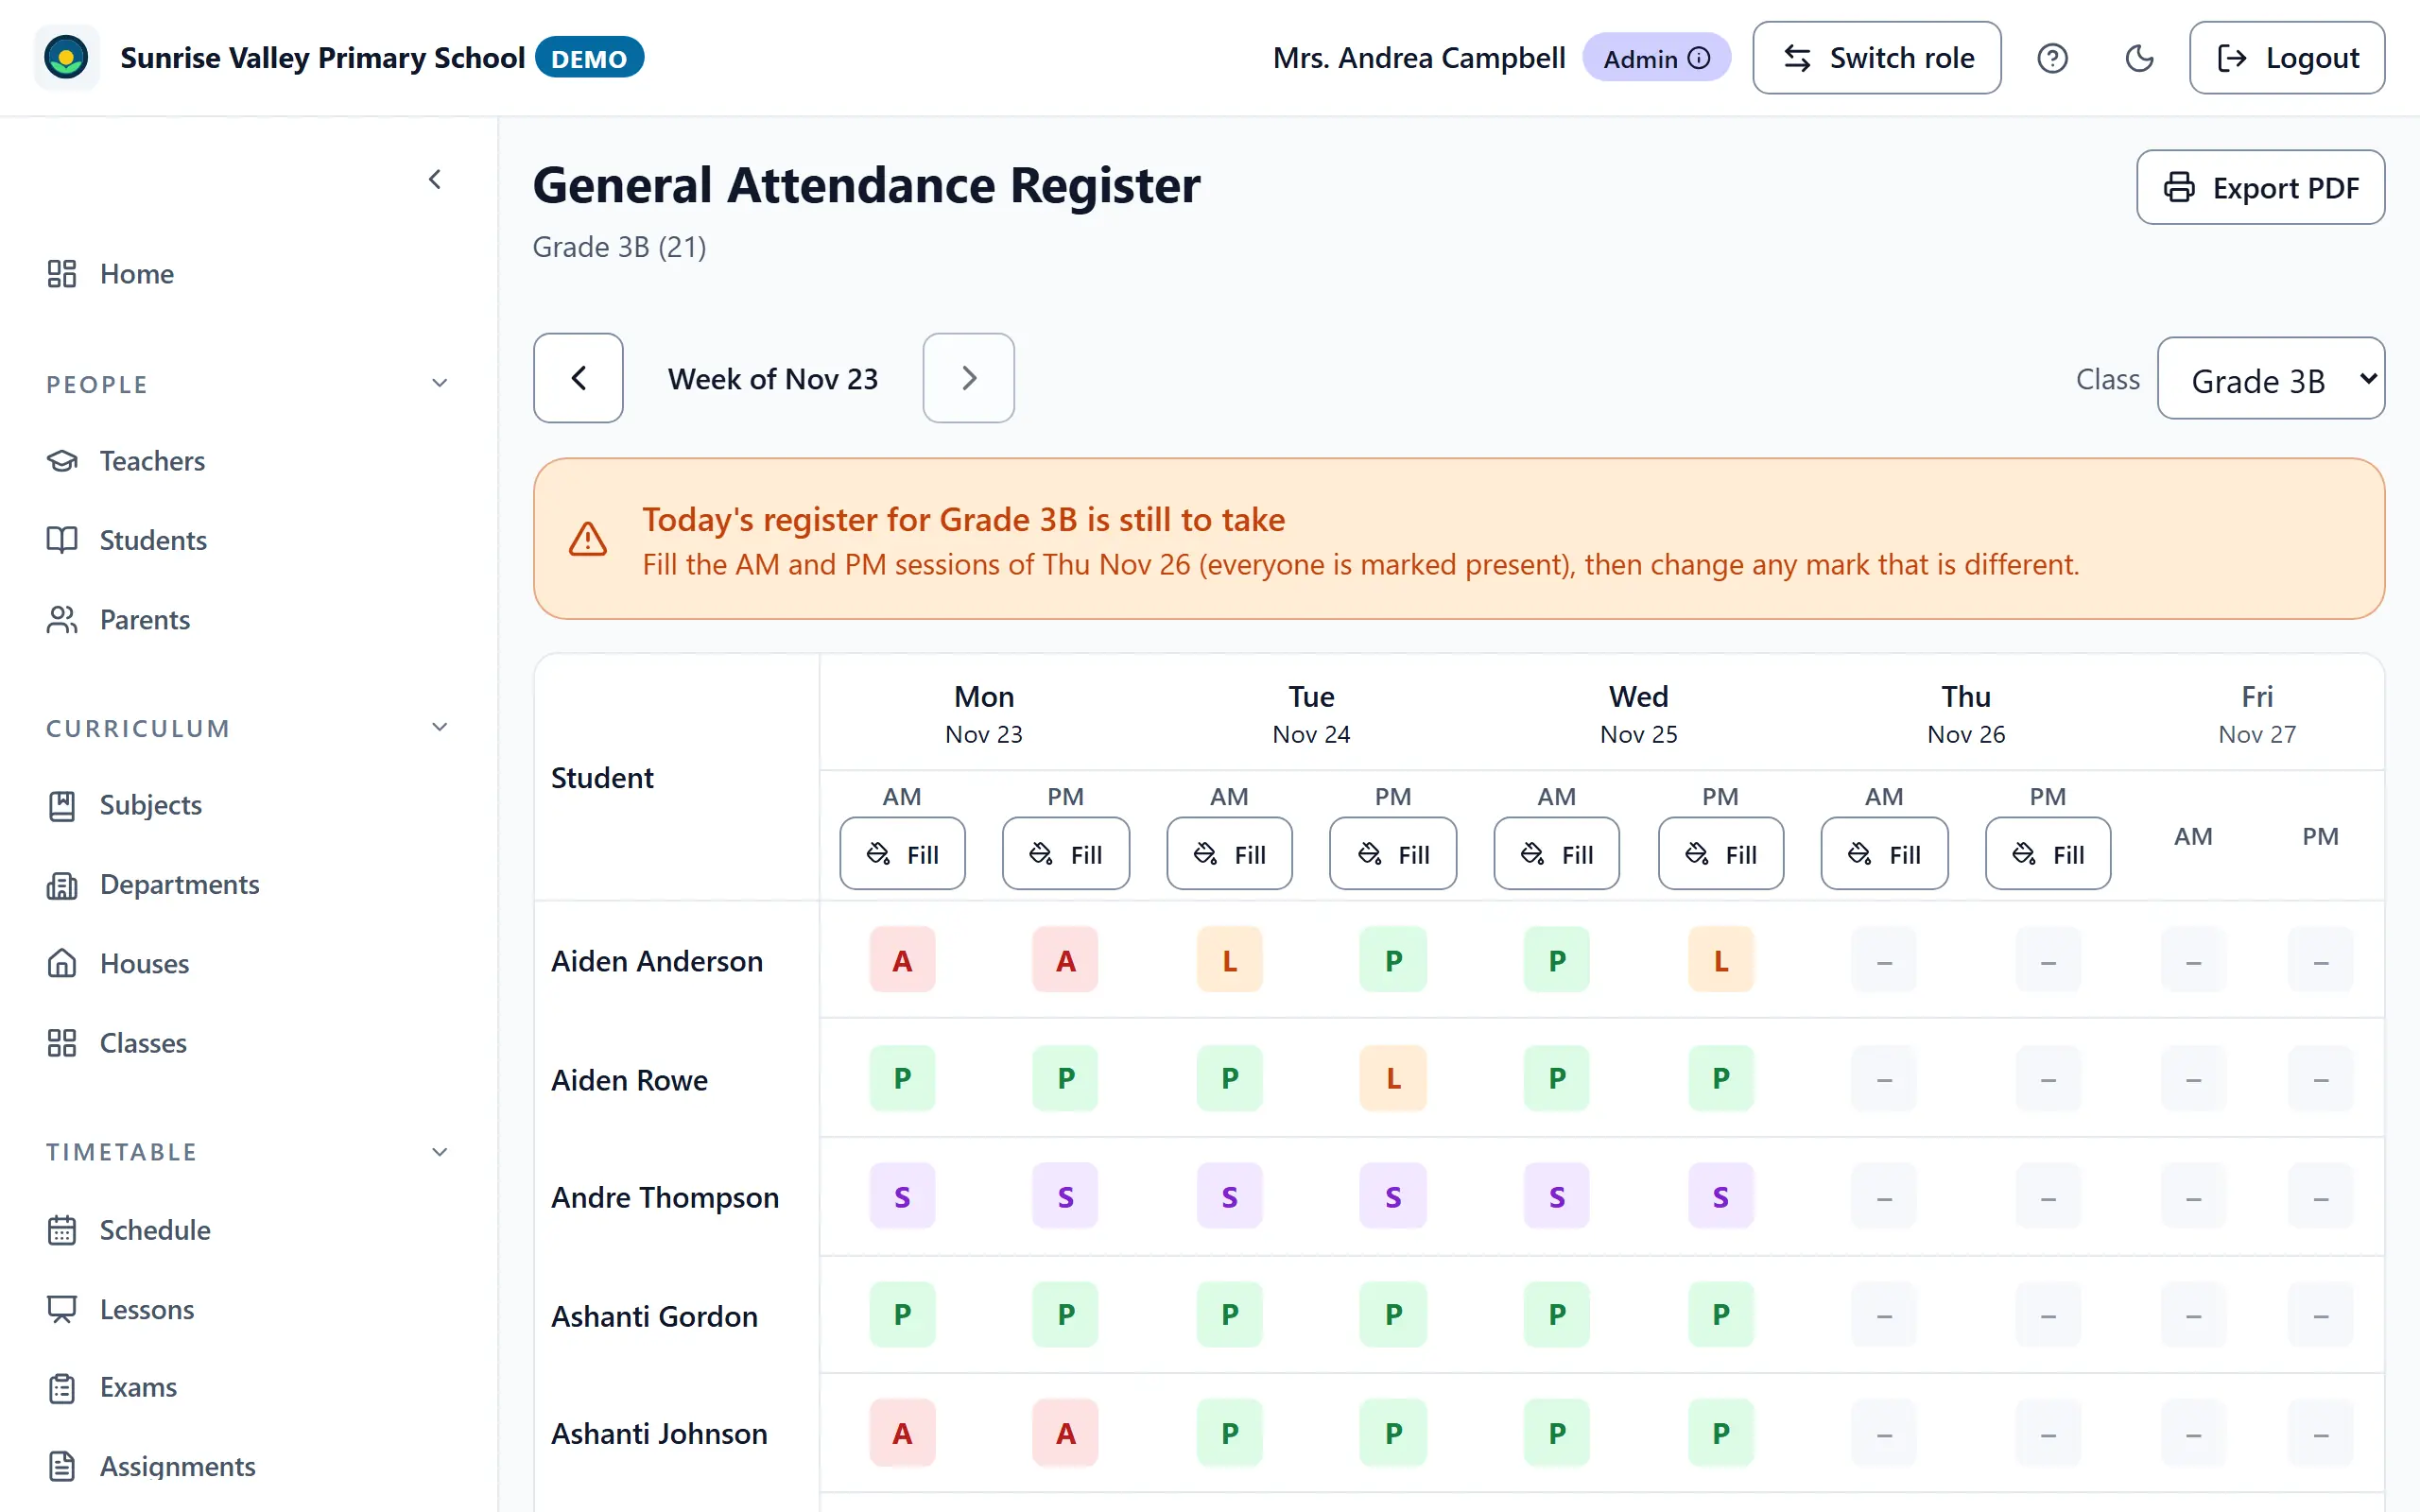 Sunrise Valley Primary School DEMO
Mrs. Andrea Campbell Admin Switch role Logout
Home
PEOPLE
Teachers
Students
Parents
CURRICULUM
Subjects
Departments
Houses
Classes
TIMETABLE
Schedule
Lessons
Exams
Assignments
General Attendance Register
Export PDF
Grade 3B (21)
Week of Nov 23
Class Grade 3B
Today's register for Grade 3B is still to take
Fill the AM and PM sessions of Thu Nov 26 (everyone is marked present), then change any mark that is different.
Student
Mon Tue Wed Thu Fri
Nov 23 Nov 24 Nov 25 Nov 26 Nov 27
AM PM AM PM AM PM AM PM AM PM
Fill Fill Fill Fill Fill Fill Fill Fill
Aiden Anderson A A L P P L – – – –
Aiden Rowe P P P L P P – – – –
Andre Thompson S S S S S S – – – –
Ashanti Gordon P P P P P P – – – –
Ashanti Johnson A A P P P P – – – –